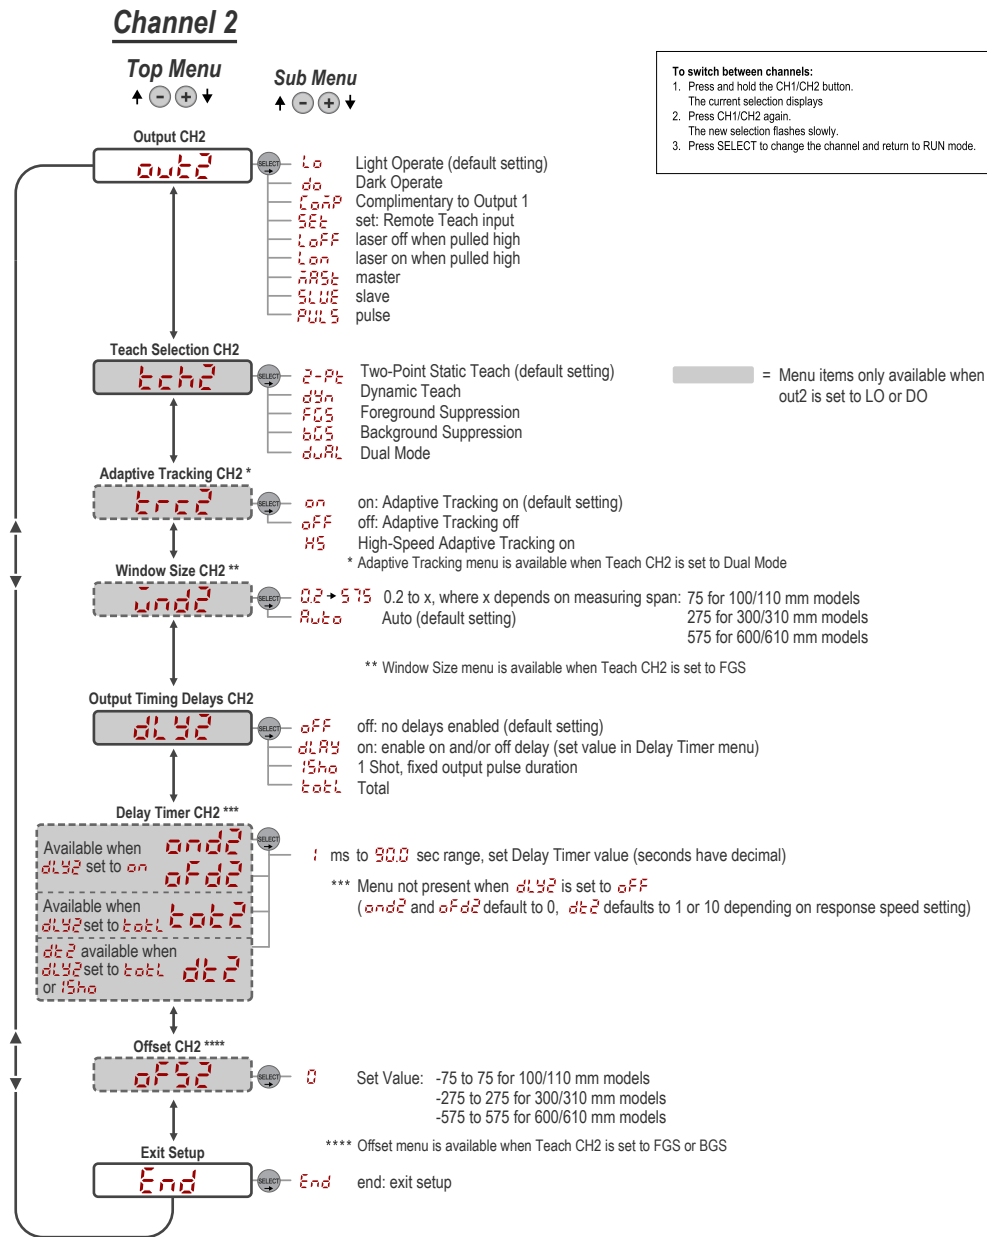 Channel 2
Top Menu
Sub Menu
- +
- +
To switch between channels:
1. Press and hold the CH1/CH2 button.
The current selection displays
2. Press CH1/CH2 again.
The new selection flashes slowly.
3. Press SELECT to change the channel and return to RUN mode.
Output CH2
out2
SELECT
Lo Light Operate (default setting)
do Dark Operate
ComP Complimentary to Output 1
SEt set: Remote Teach input
LoFF laser off when pulled high
Lon laser on when pulled high
mASt master
SLVE slave
PULS pulse
Teach Selection CH2
tch2
SELECT
2-Pt Two-Point Static Teach (default setting)
dYn Dynamic Teach
FGS Foreground Suppression
bGS Background Suppression
duAL Dual Mode
= Menu items only available when
out2 is set to LO or DO
Adaptive Tracking CH2 *
trc2
SELECT
on on: Adaptive Tracking on (default setting)
oFF off: Adaptive Tracking off
HS High-Speed Adaptive Tracking on
* Adaptive Tracking menu is available when Teach CH2 is set to Dual Mode
Window Size CH2 **
wnd2
SELECT
0.2 → 575 0.2 to x, where x depends on measuring span: 75 for 100/110 mm models
Auto Auto (default setting) 275 for 300/310 mm models
575 for 600/610 mm models
** Window Size menu is available when Teach CH2 is set to FGS
Output Timing Delays CH2
dLY2
SELECT
oFF off: no delays enabled (default setting)
dLAY on: enable on and/or off delay (set value in Delay Timer menu)
1Sho 1 Shot, fixed output pulse duration
totL Total
Delay Timer CH2 ***
Available when
dLY2 set to on
ond2
oFd2
SELECT
1 ms to 90.0 sec range, set Delay Timer value (seconds have decimal)
*** Menu not present when dLY2 is set to oFF
(ond2 and oFd2 default to 0, dt2 defaults to 1 or 10 depending on response speed setting)
Available when
dLY2 set to totL
tot2
dt2 available when
dLY2 set to totL
or 1Sho
dt2
Offset CH2 ****
oFS2
SELECT
0 Set Value: -75 to 75 for 100/110 mm models
-275 to 275 for 300/310 mm models
-575 to 575 for 600/610 mm models
**** Offset menu is available when Teach CH2 is set to FGS or BGS
Exit Setup
End
SELECT
End end: exit setup